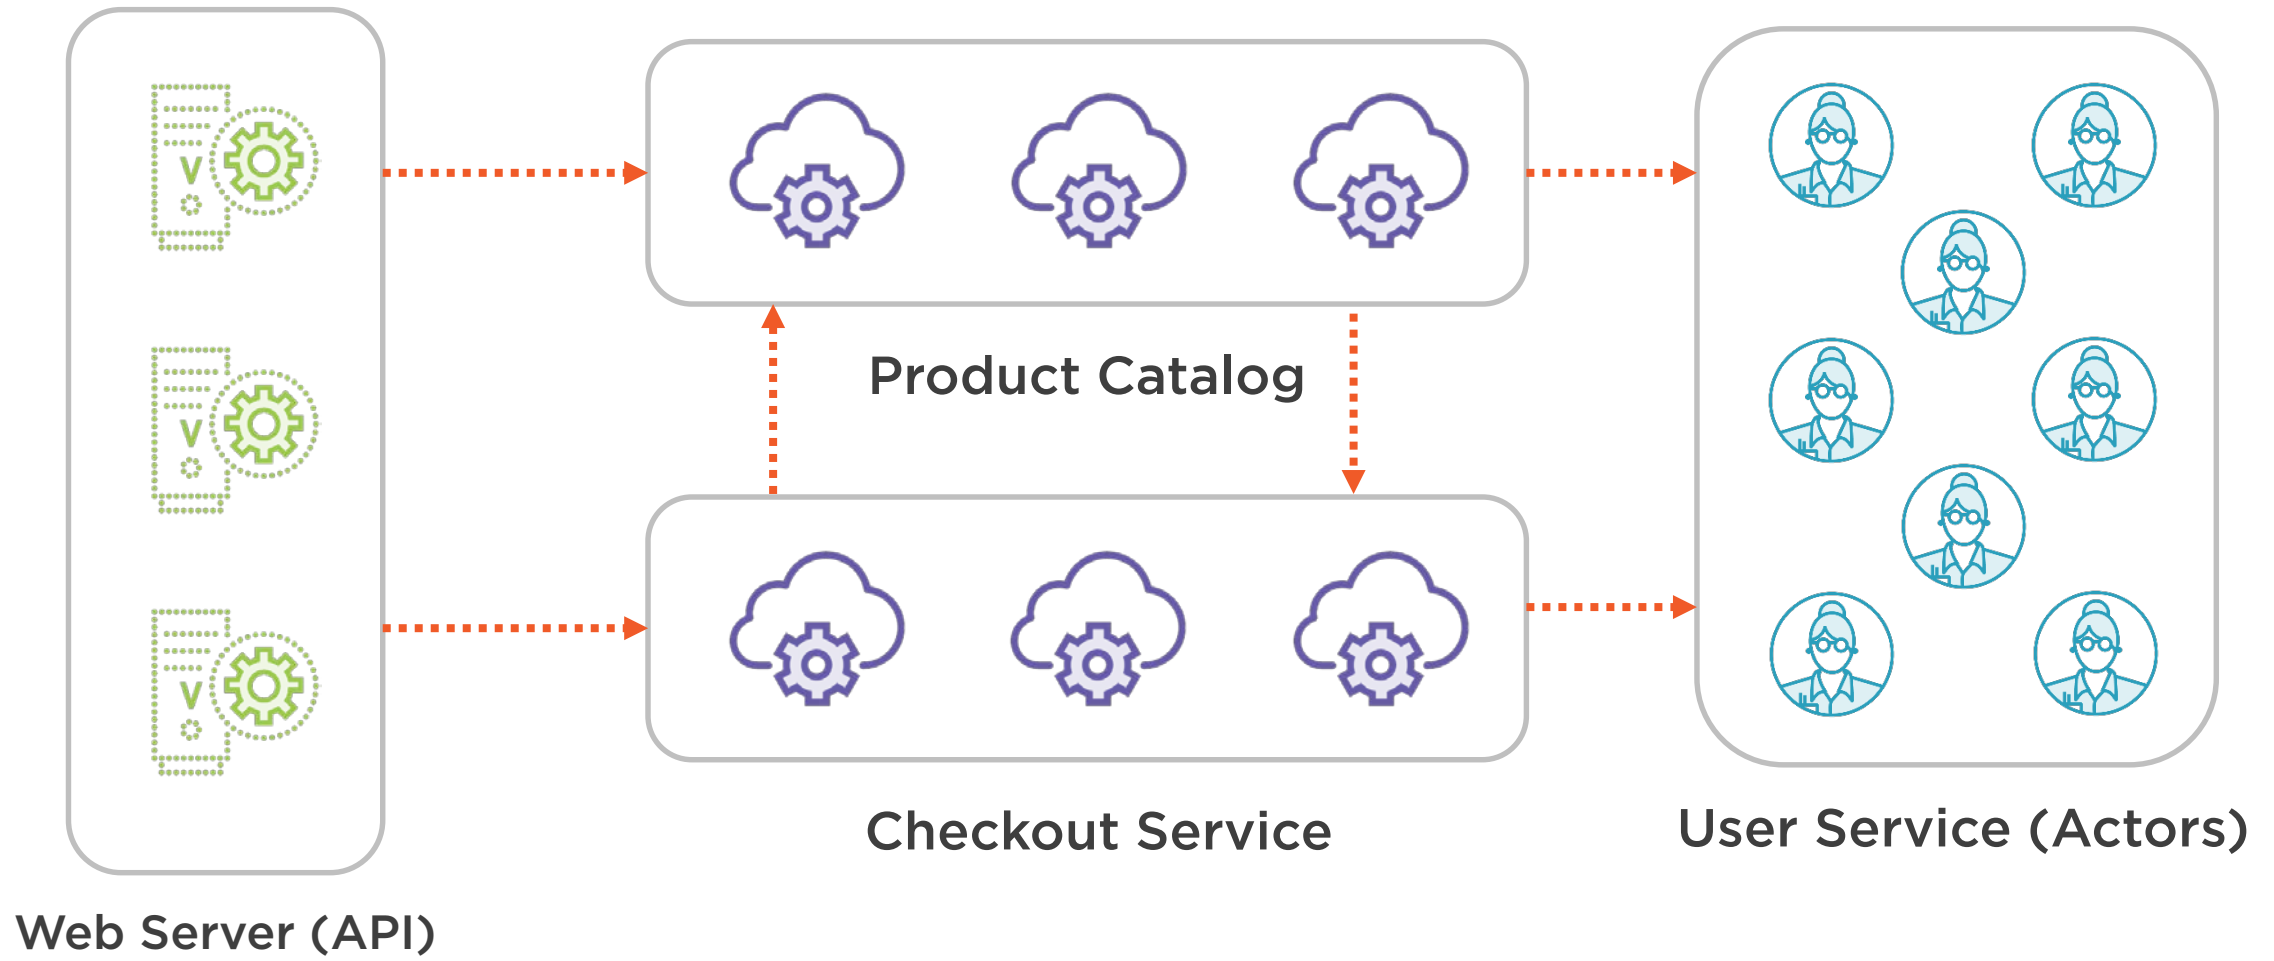 Product Catalog
Checkout Service
User Service (Actors)
Web Server (API)